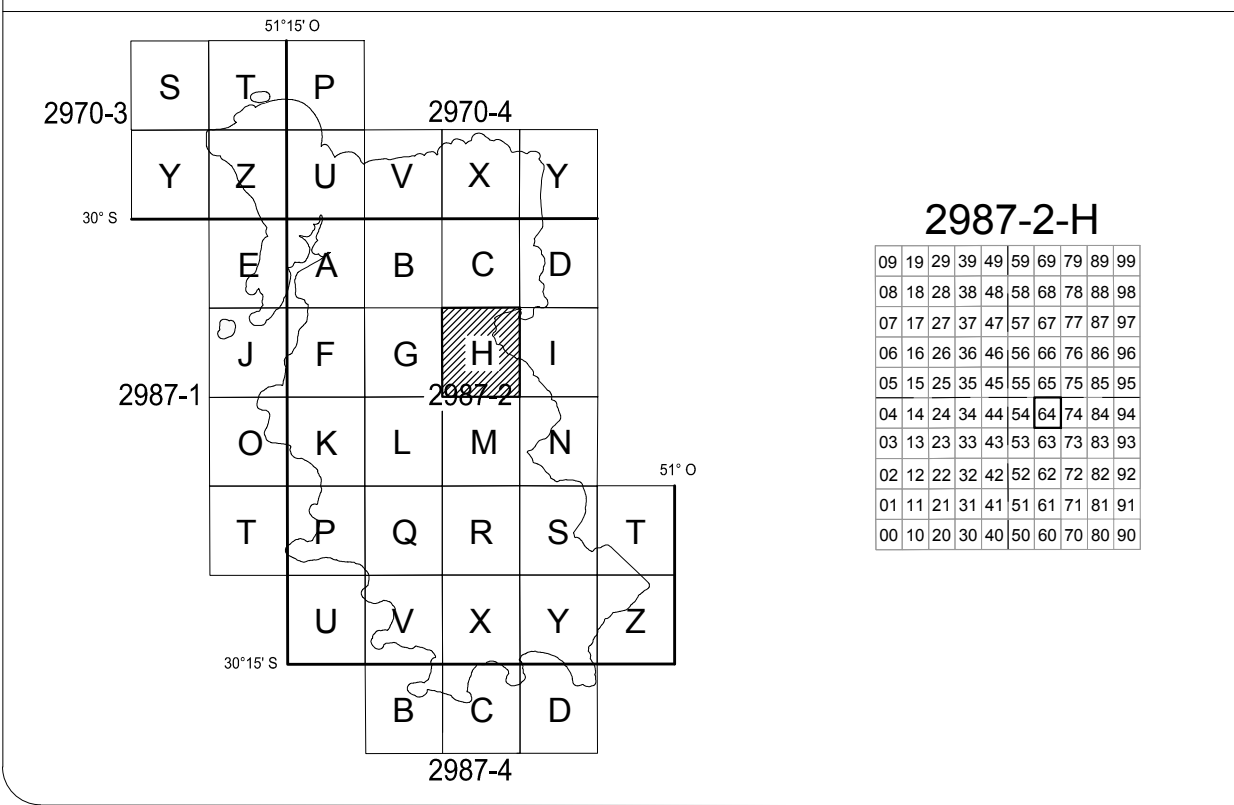 51°15' O
S T P
2970-3 2970-4
Y Z U V X Y
30° S
E A B C D
J F G H I
2987-1 2987-2
O K L M N
51° O
T P Q R S T
U V X Y Z
30°15' S
B C D
2987-4
2987-2-H
09 19 29 39 49 59 69 79 89 99
08 18 28 38 48 58 68 78 88 98
07 17 27 37 47 57 67 77 87 97
06 16 26 36 46 56 66 76 86 96
05 15 25 35 45 55 65 75 85 95
04 14 24 34 44 54 64 74 84 94
03 13 23 33 43 53 63 73 83 93
02 12 22 32 42 52 62 72 82 92
01 11 21 31 41 51 61 71 81 91
00 10 20 30 40 50 60 70 80 90